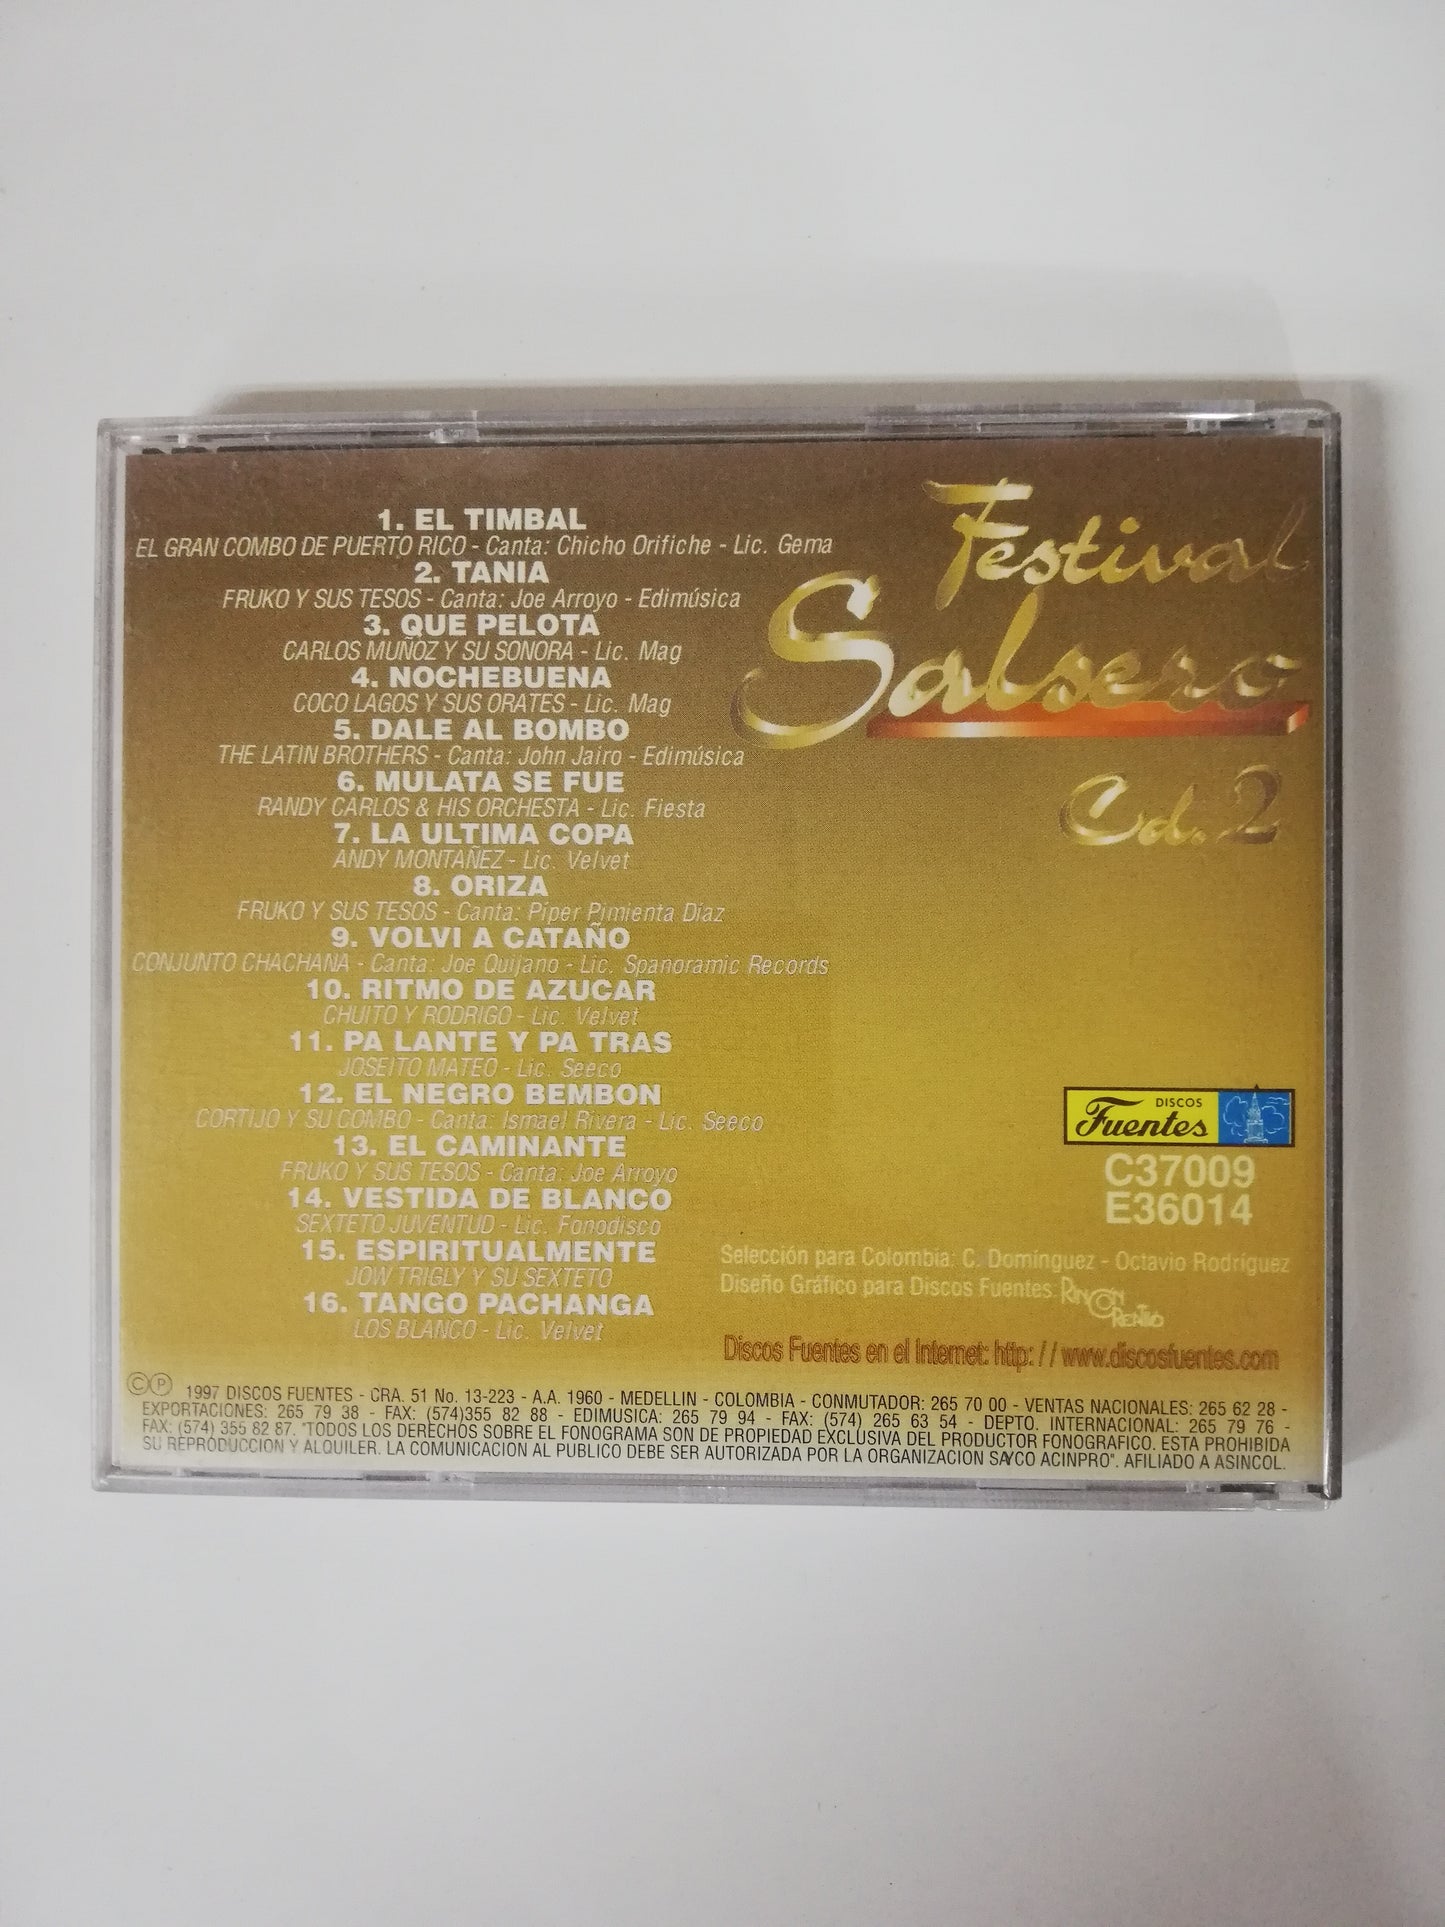 1. EL TIMBAL
EL GRAN COMBO DE PUERTO RICO - Canta: Chicho Orifiche - Lic. Gema
2. TANIA
FRUKO Y SUS TESOS - Canta: Joe Arroyo - Edimúsica
3. QUE PELOTA
CARLOS MUÑOZ Y SU SONORA - Lic. Mag
4. NOCHEBUENA
COCO LAGOS Y SUS ORATES - Lic. Mag
5. DALE AL BOMBO
THE LATIN BROTHERS - Canta: John Jairo - Edimúsica
6. MULATA SE FUE
RANDY CARLOS & HIS ORCHESTA - Lic. Fiesta
7. LA ULTIMA COPA
ANDY MONTAÑEZ - Lic. Velvet
8. ORIZA
FRUKO Y SUS TESOS - Canta: Píper Pimienta Díaz
9. VOLVI A CATAÑO
CONJUNTO CHACHANA - Canta: Joe Quijano - Lic. Spanoramic Records
10. RITMO DE AZUCAR
CHUITO Y RODRIGO - Lic. Velvet
11. PA LANTE Y PA TRAS
JOSEITO MATEO - Lic. Seeco
12. EL NEGRO BEMBON
CORTIJO Y SU COMBO - Canta: Ismael Rivera - Lic. Seeco
13. EL CAMINANTE
FRUKO Y SUS TESOS - Canta: Joe Arroyo
14. VESTIDA DE BLANCO
SEXTETO JUVENTUD - Lic. Fonodisco
15. ESPIRITUALMENTE
JOW TRIGLY Y SU SEXTETO
16. TANGO PACHANGA
LOS BLANCO - Lic. Velvet
Festival
Salsero
Cd. 2
DISCOS
Fuentes
C37009
E36014
Selección para Colombia: C. Domínguez - Octavio Rodríguez
Diseño Gráfico para Discos Fuentes: RINCON
CREATIVO
Discos Fuentes en el Internet: http: / / www.discosfuentes.com
© ℗ 1997 DISCOS FUENTES - CRA. 51 No. 13-223 - A.A. 1960 - MEDELLIN - COLOMBIA - CONMUTADOR: 265 70 00 - VENTAS NACIONALES: 265 62 28 -
EXPORTACIONES: 265 79 38 - FAX: (574)355 82 88 - EDIMUSICA: 265 79 94 - FAX: (574) 265 63 54 - DEPTO. INTERNACIONAL: 265 79 76 -
FAX: (574) 355 82 87. "TODOS LOS DERECHOS SOBRE EL FONOGRAMA SON DE PROPIEDAD EXCLUSIVA DEL PRODUCTOR FONOGRAFICO. ESTA PROHIBIDA
SU REPRODUCCION Y ALQUILER. LA COMUNICACION AL PUBLICO DEBE SER AUTORIZADA POR LA ORGANIZACION SAYCO ACINPRO". AFILIADO A ASINCOL.